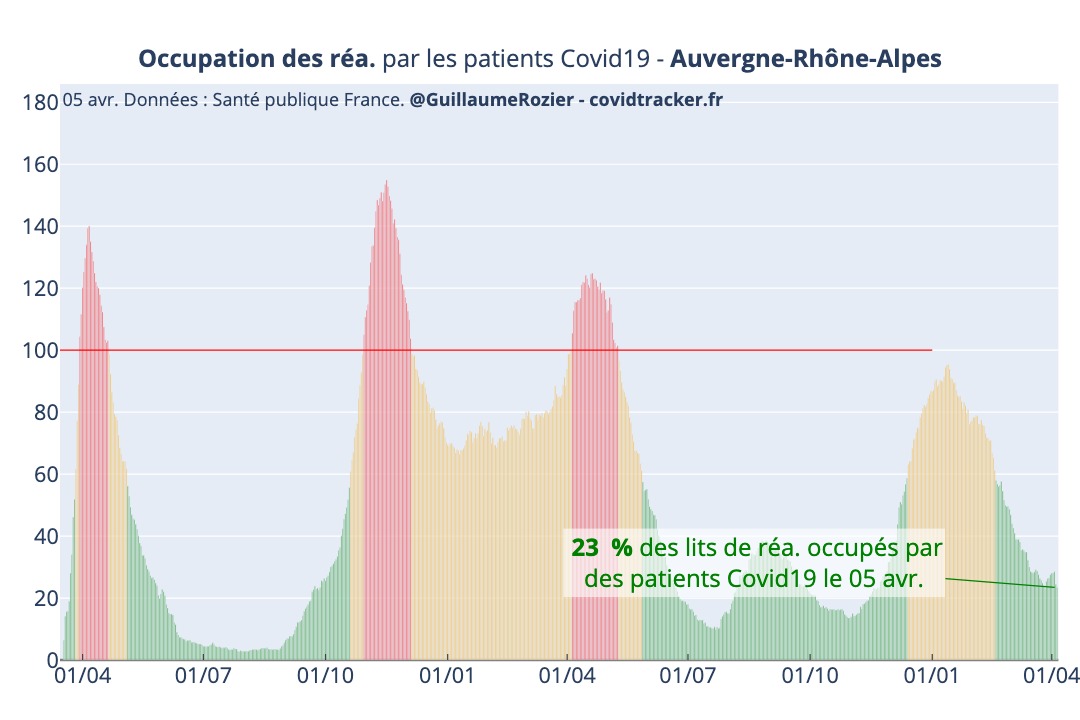 Occupation des réa. par les patients Covid19 - Auvergne-Rhône-Alpes
05 avr. Données : Santé publique France. @GuillaumeRozier - covidtracker.fr
180
160
140
120
100
80
60
40
20
0
23 % des lits de réa. occupés par
des patients Covid19 le 05 avr.
01/04 01/07 01/10 01/01 01/04 01/07 01/10 01/01 01/04